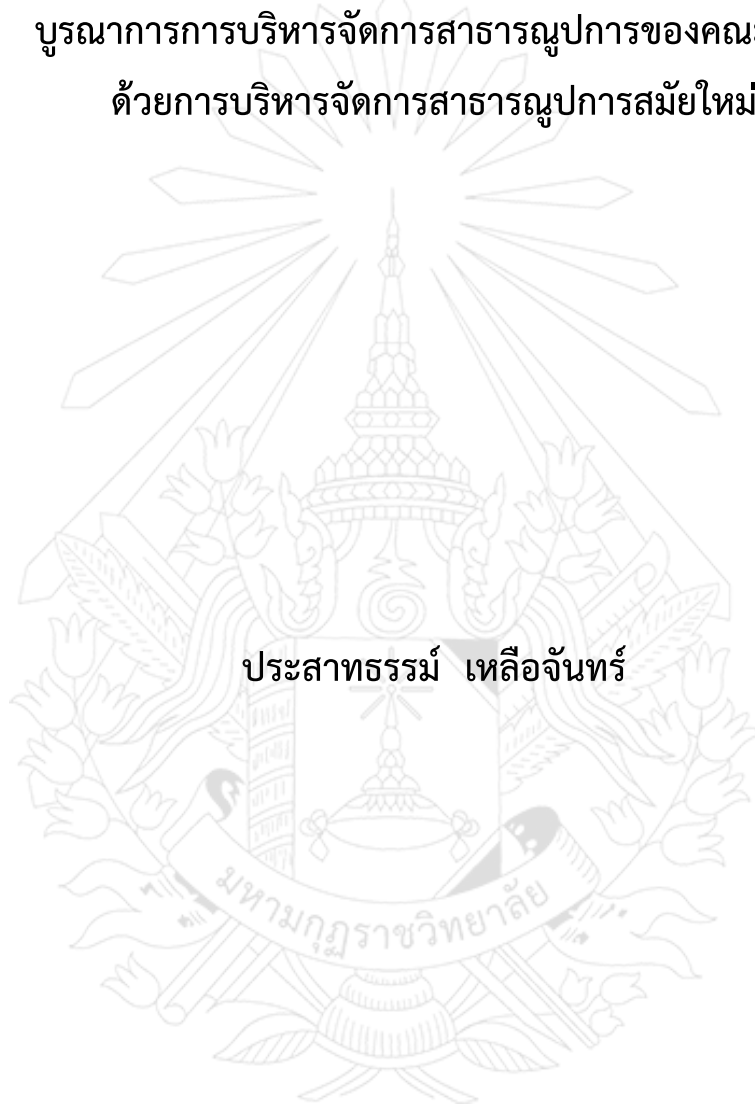 บูรณาการการบริหารจัดการสาธารณูปการของคณะ
ด้วยการบริหารจัดการสาธารณูปการสมัยใหม่
ประสาทธรรม์ เหลือจันทร์
มหามกุฏราชวิทยาลัย